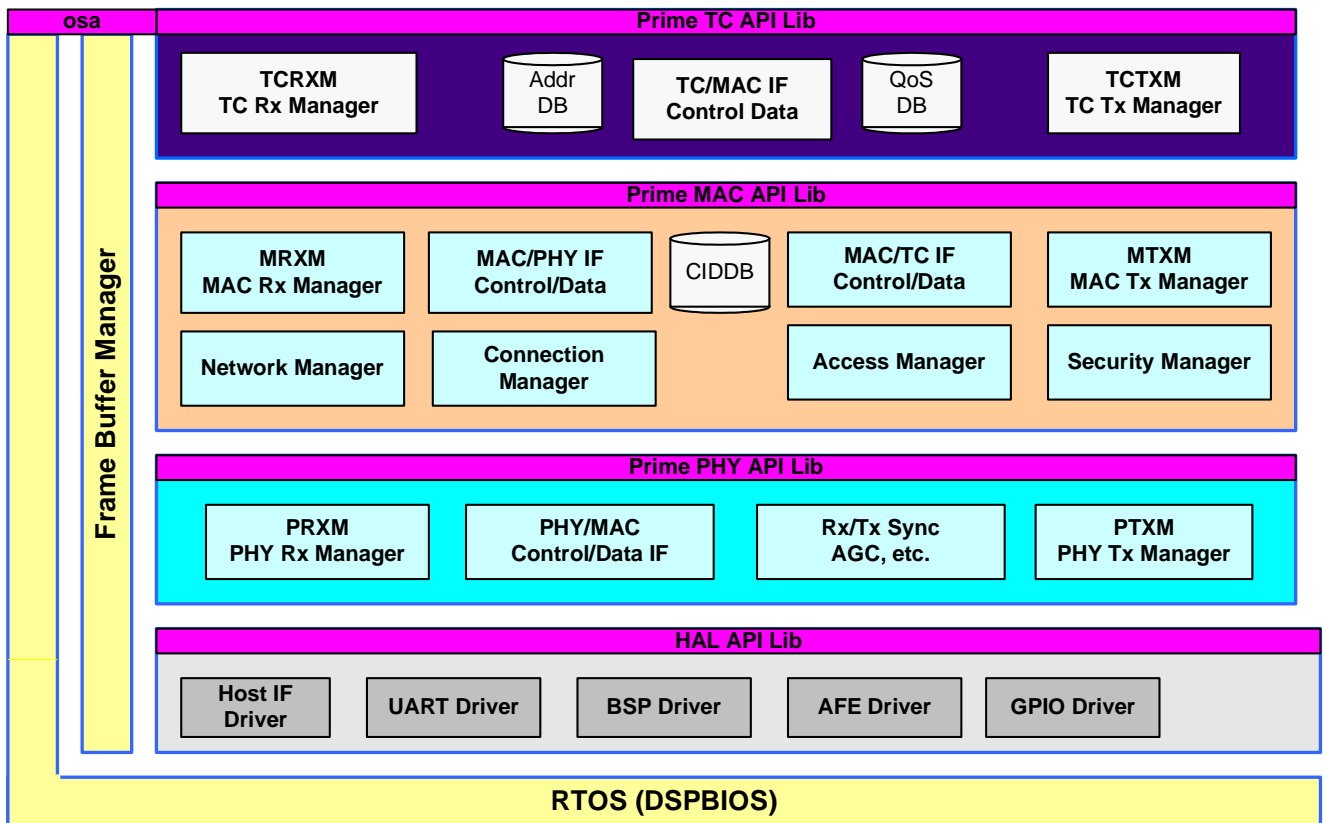 osa
Prime TC API Lib
TCRXM
TC Rx Manager
Addr
DB
TC/MAC IF
Control Data
QoS
DB
TCTXM
TC Tx Manager
Frame Buffer Manager
Prime MAC API Lib
MRXM
MAC Rx Manager
MAC/PHY IF
Control/Data
CIDDB
MAC/TC IF
Control/Data
MTXM
MAC Tx Manager
Network Manager
Connection
Manager
Access Manager
Security Manager
Prime PHY API Lib
PRXM
PHY Rx Manager
PHY/MAC
Control/Data IF
Rx/Tx Sync
AGC, etc.
PTXM
PHY Tx Manager
HAL API Lib
Host IF
Driver
UART Driver
BSP Driver
AFE Driver
GPIO Driver
RTOS (DSPBIOS)